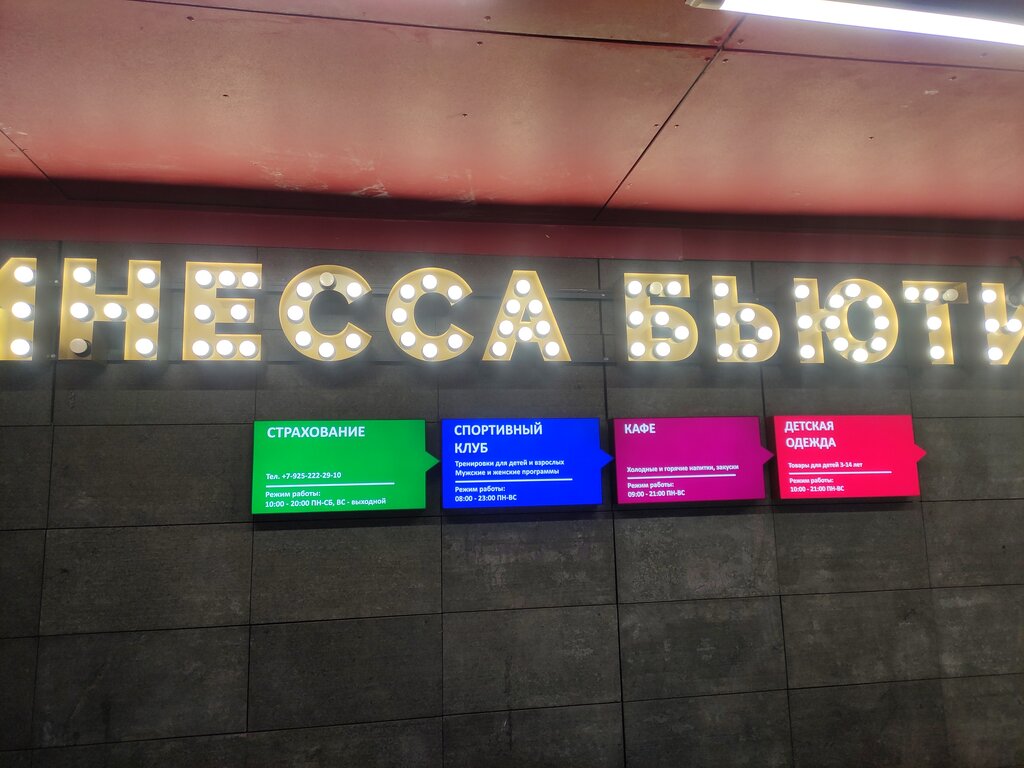 ИНЕССА БЬЮТИ
СТРАХОВАНИЕ
Тел. +7-925-222-29-10
Режим работы:
10:00 - 20:00 ПН-СБ, ВС - выходной
СПОРТИВНЫЙ
КЛУБ
Тренировки для детей и взрослых
Мужские и женские программы
Режим работы:
08:00 - 23:00 ПН-ВС
КАФЕ
Холодные и горячие напитки, закуски
Режим работы:
09:00 - 21:00 ПН-ВС
ДЕТСКАЯ
ОДЕЖДА
Товары для детей 3-14 лет
Режим работы:
10:00 - 21:00 ПН-ВС